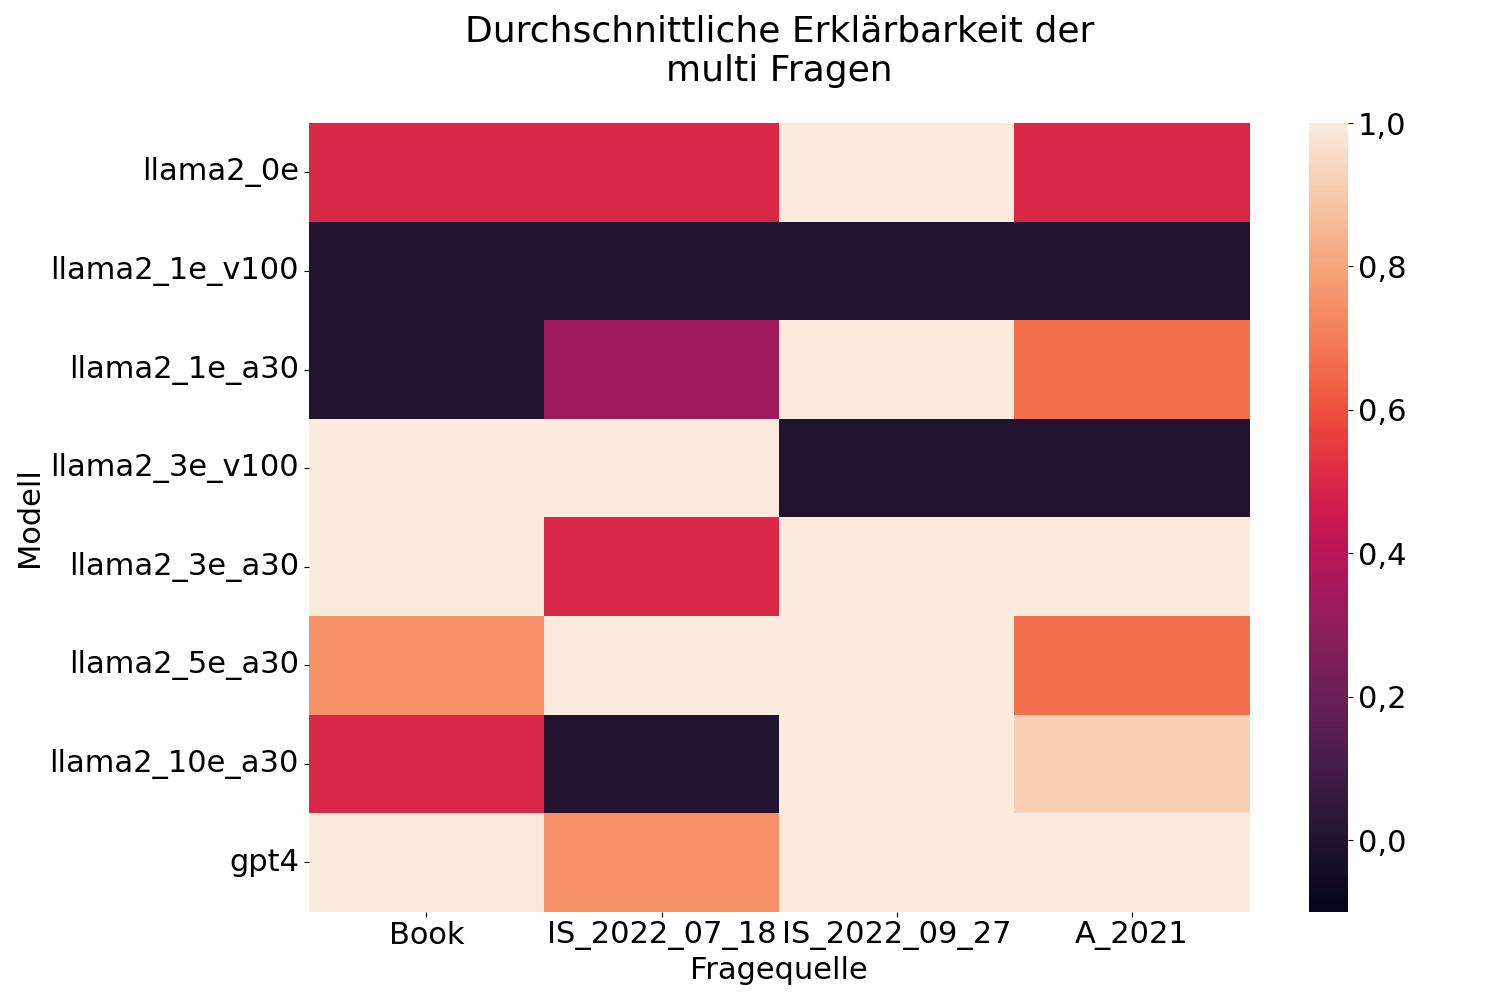 Durchschnittliche Erklärbarkeit der
multi Fragen
llama2_0e
llama2_1e_v100
llama2_1e_a30
llama2_3e_v100
llama2_3e_a30
llama2_5e_a30
llama2_10e_a30
gpt4
Modell
Book
IS_2022_07_18
IS_2022_09_27
A_2021
Fragequelle
1,0
0,8
0,6
0,4
0,2
0,0